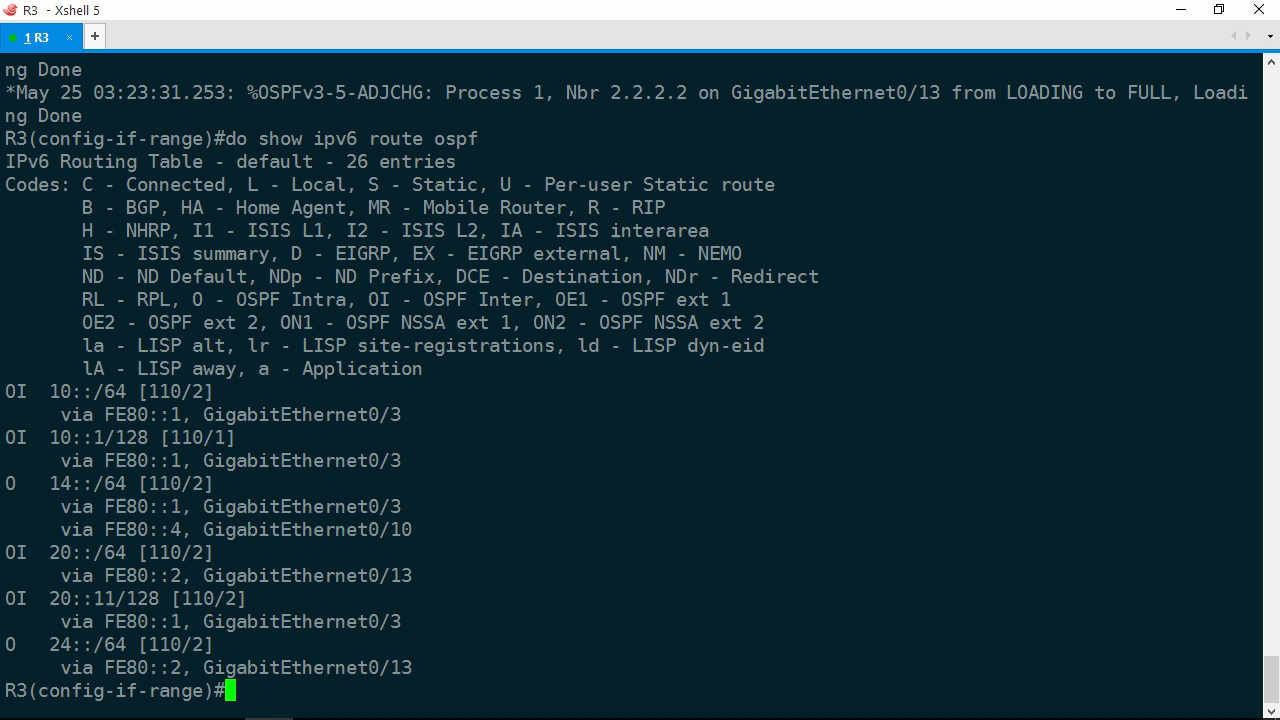 R3 - Xshell 5
1 R3 × +
ng Done
*May 25 03:23:31.253: %OSPFv3-5-ADJCHG: Process 1, Nbr 2.2.2.2 on GigabitEthernet0/13 from LOADING to FULL, Loadi
ng Done
R3(config-if-range)#do show ipv6 route ospf
IPv6 Routing Table - default - 26 entries
Codes: C - Connected, L - Local, S - Static, U - Per-user Static route
       B - BGP, HA - Home Agent, MR - Mobile Router, R - RIP
       H - NHRP, I1 - ISIS L1, I2 - ISIS L2, IA - ISIS interarea
       IS - ISIS summary, D - EIGRP, EX - EIGRP external, NM - NEMO
       ND - ND Default, NDp - ND Prefix, DCE - Destination, NDr - Redirect
       RL - RPL, O - OSPF Intra, OI - OSPF Inter, OE1 - OSPF ext 1
       OE2 - OSPF ext 2, ON1 - OSPF NSSA ext 1, ON2 - OSPF NSSA ext 2
       la - LISP alt, lr - LISP site-registrations, ld - LISP dyn-eid
       lA - LISP away, a - Application
OI  10::/64 [110/2]
     via FE80::1, GigabitEthernet0/3
OI  10::1/128 [110/1]
     via FE80::1, GigabitEthernet0/3
O   14::/64 [110/2]
     via FE80::1, GigabitEthernet0/3
     via FE80::4, GigabitEthernet0/10
OI  20::/64 [110/2]
     via FE80::2, GigabitEthernet0/13
OI  20::11/128 [110/2]
     via FE80::1, GigabitEthernet0/3
O   24::/64 [110/2]
     via FE80::2, GigabitEthernet0/13
R3(config-if-range)#